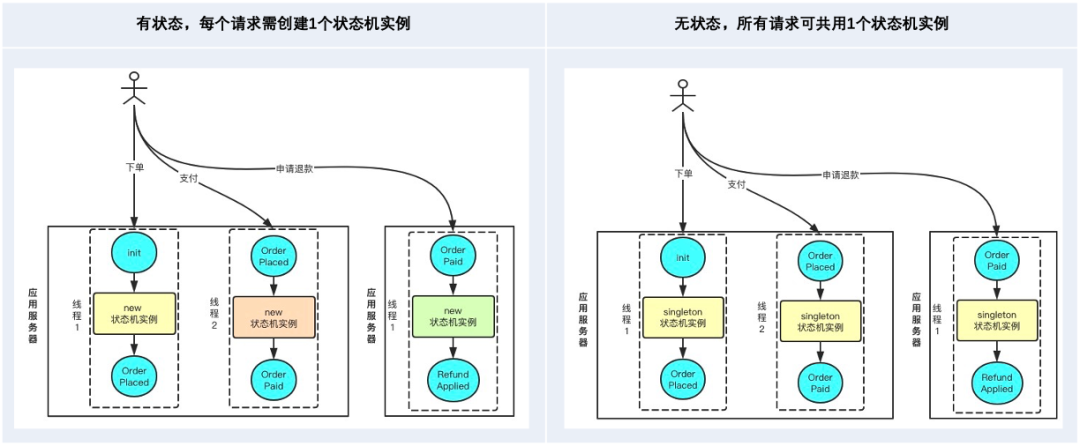 有状态，每个请求需创建1个状态机实例
无状态，所有请求可共用1个状态机实例
下单
支付
申请退款
应用服务器
线程1
init
new
状态机实例
Order
Placed
线程2
Order
Placed
new
状态机实例
Order
Paid
应用服务器
线程1
Order
Paid
new
状态机实例
Refund
Applied
下单
支付
申请退款
应用服务器
线程1
init
singleton
状态机实例
Order
Placed
线程2
Order
Placed
singleton
状态机实例
Order
Paid
应用服务器
线程1
Order
Paid
singleton
状态机实例
Refund
Applied